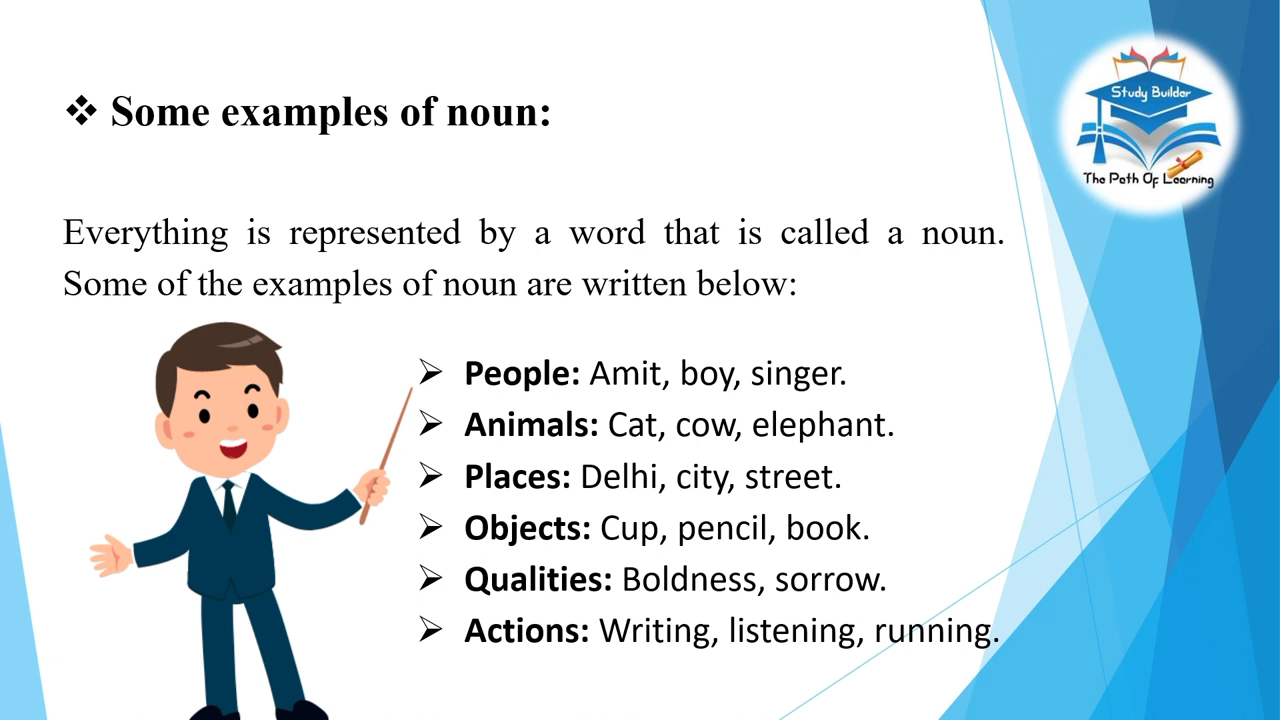 ❖ Some examples of noun:
Study Builder
The Path Of Learning
Everything is represented by a word that is called a noun.
Some of the examples of noun are written below:
➢ People: Amit, boy, singer.
➢ Animals: Cat, cow, elephant.
➢ Places: Delhi, city, street.
➢ Objects: Cup, pencil, book.
➢ Qualities: Boldness, sorrow.
➢ Actions: Writing, listening, running.